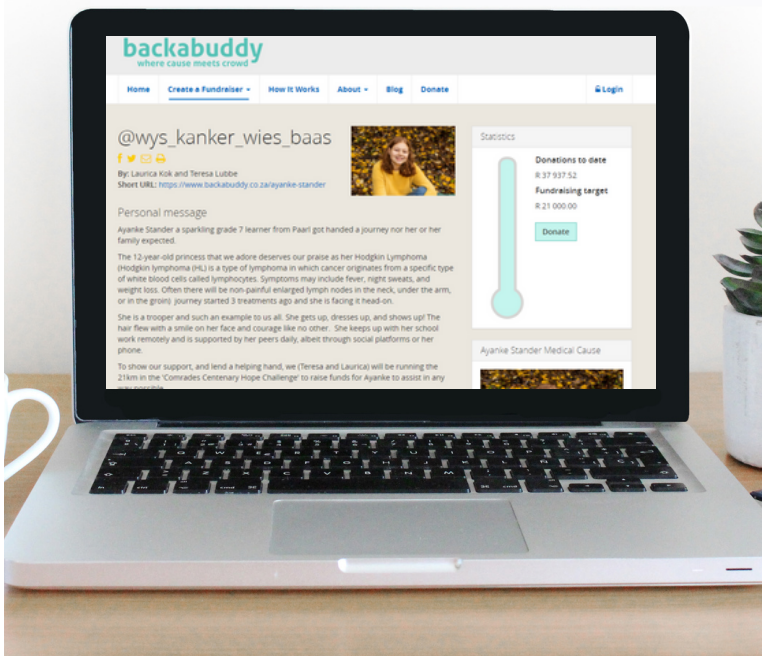 backabuddy
where cause meets crowd
Home Create a Fundraiser How It Works About Blog Donate Login
@wys_kanker_wies_baas
By: Laurica Kok and Teresa Lubbe
Short URL: https://www.backabuddy.co.za/ayanke-stander
Personal message
Ayanke Stander a sparkling grade 7 learner from Paarl got handed a journey nor her or her
family expected.
The 12-year-old princess that we adore deserves our praise as her Hodgkin Lymphoma
(Hodgkin lymphoma (HL) is a type of lymphoma in which cancer originates from a specific type
of white blood cells called lymphocytes. Symptoms may include fever, night sweats, and
weight loss. Often there will be non-painful enlarged lymph nodes in the neck, under the arm,
or in the groin) journey started 3 treatments ago and she is facing it head-on.
She is a trooper and such an example to us all. She gets up, dresses up, and shows up! The
hair flew with a smile on her face and courage like no other. She keeps up with her school
work remotely and is supported by her peers daily, albeit through social platforms or her
phone.
To show our support, and lend a helping hand, we (Teresa and Laurica) will be running the
21km in the 'Comrades Centenary Hope Challenge' to raise funds for Ayanke to assist in any
way possible
Statistics
Donations to date
R 37 937.52
Fundraising target
R 21 000.00
Donate
Ayanke Stander Medical Cause